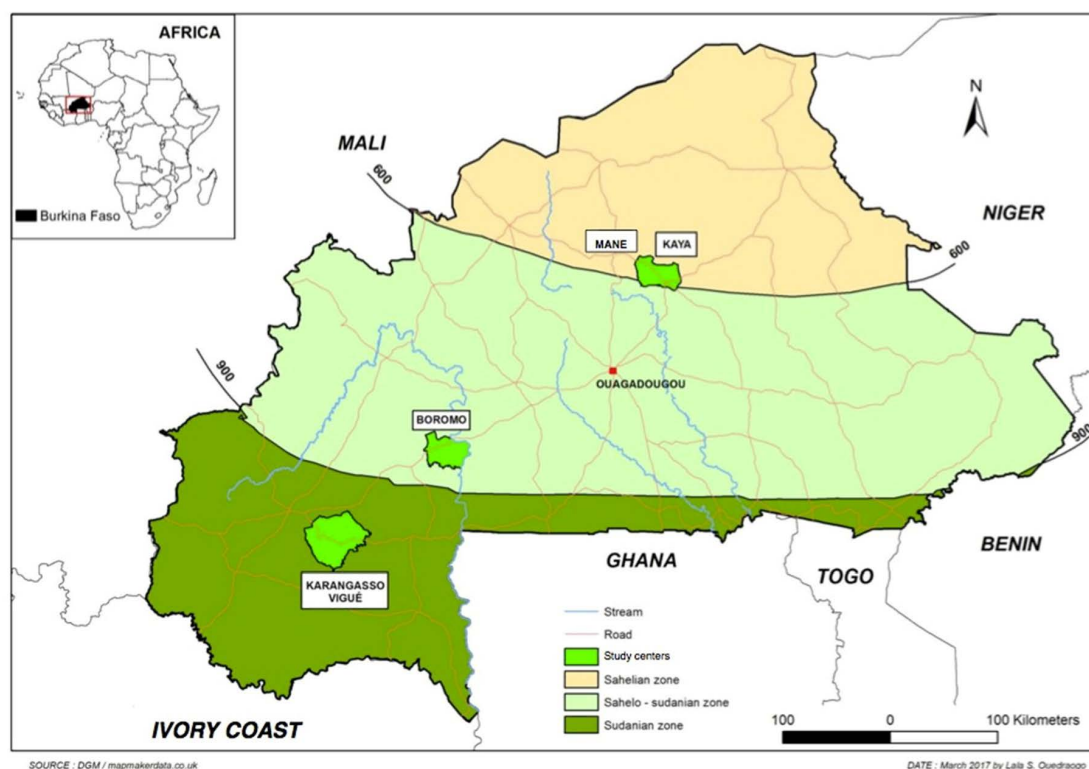 AFRICA
Burkina Faso
N
MALI
600
NIGER
MANE
KAYA
600
900
OUAGADOUGOU
BOROMO
900
GHANA
BENIN
TOGO
KARANGASSO
VIGUÉ
Stream
Road
Study centers
Sahelian zone
Sahelo - sudanian zone
Sudanian zone
IVORY COAST
100 0 100 Kilometers
SOURCE : DGM / mapmakerdata.co.uk
DATE : March 2017 by Lala S. Ouedraogo